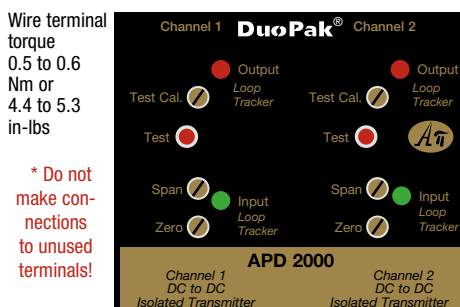 Wire terminal
torque
0.5 to 0.6
Nm or
4.4 to 5.3
in-lbs
* Do not
make con-
nections
to unused
terminals!
Channel 1 DuoPak® Channel 2
Output
Loop
Tracker
Test Cal.
Test
Span
Input
Loop
Tracker
Zero
Output
Loop
Tracker
Test Cal.
Test
Aπ
Span
Input
Loop
Tracker
Zero
APD 2000
Channel 1
DC to DC
Isolated Transmitter
Channel 2
DC to DC
Isolated Transmitter